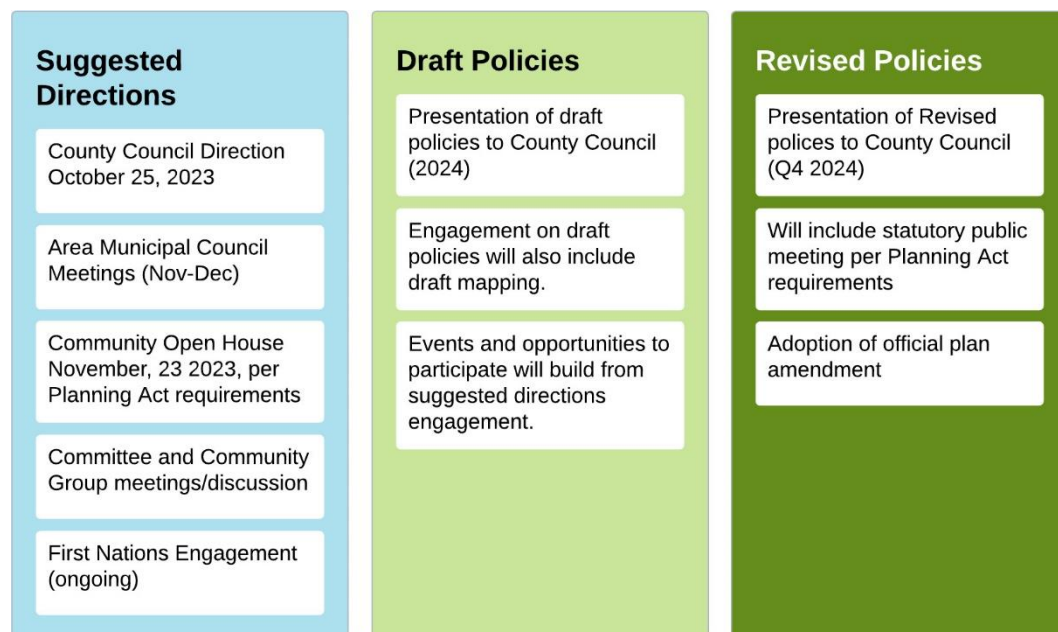 Suggested
Directions
County Council Direction
October 25, 2023
Area Municipal Council
Meetings (Nov-Dec)
Community Open House
November, 23 2023, per
Planning Act requirements
Committee and Community
Group meetings/discussion
First Nations Engagement
(ongoing)
Draft Policies
Presentation of draft
policies to County Council
(2024)
Engagement on draft
policies will also include
draft mapping.
Events and opportunities to
participate will build from
suggested directions
engagement.
Revised Policies
Presentation of Revised
polices to County Council
(Q4 2024)
Will include statutory public
meeting per Planning Act
requirements
Adoption of official plan
amendment